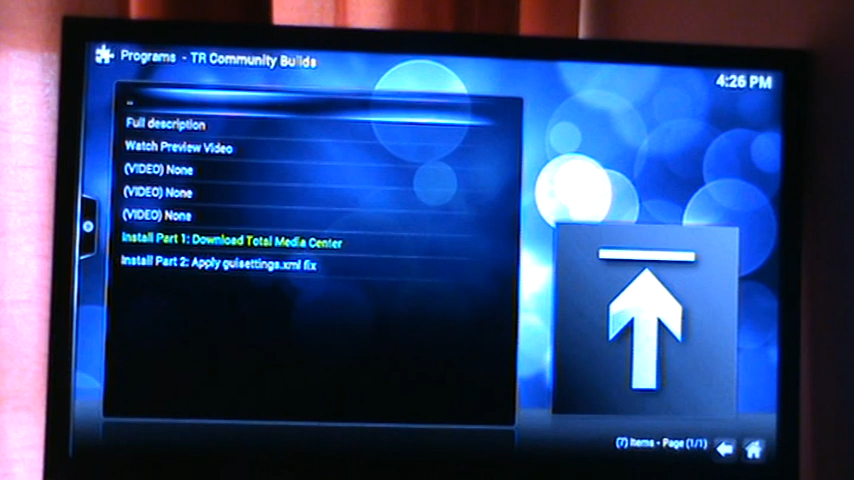 Programs - TR Community Builds
4:26 PM
..
Full description
Watch Preview Video
(VIDEO) None
(VIDEO) None
(VIDEO) None
Install Part 1: Download Total Media Center
Install Part 2: Apply guisettings.xml fix
(7) Items - Page (1/1)